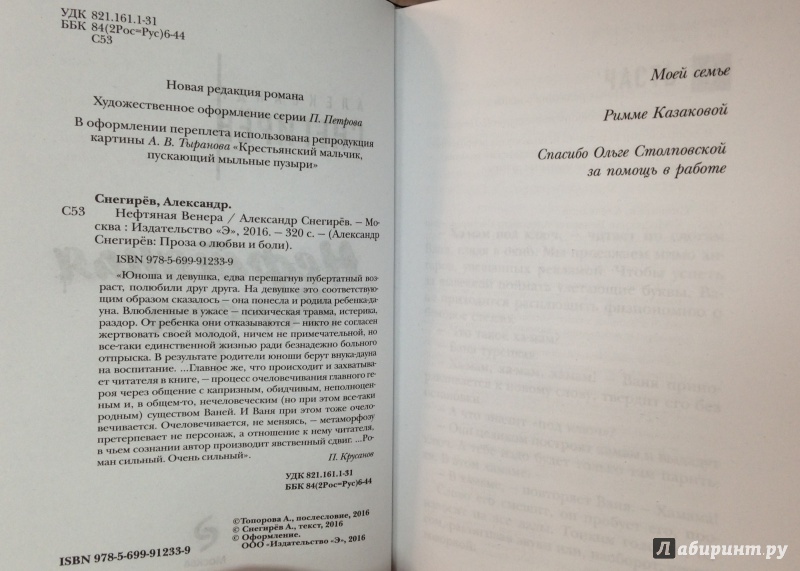 УДК 821.161.1-31
ББК 84(2Рос=Рус)6-44
С53
Новая редакция романа
Художественное оформление серии П. Петрова
В оформлении переплета использована репродукция
картины А. В. Тыранова «Крестьянский мальчик,
пускающий мыльные пузыри»
Снегирёв, Александр.
С53 Нефтяная Венера / Александр Снегирёв. — Мо-
сква : Издательство «Э», 2016. — 320 с. — (Александр
Снегирёв: Проза о любви и боли).
ISBN 978-5-699-91233-9
«Юноша и девушка, едва перешагнув пубертатный воз-
раст, полюбили друг друга. На девушке это соответствую-
щим образом сказалось — она понесла и родила ребенка-да-
уна. Влюбленные в ужасе — психическая травма, истерика,
раздор. От ребенка они отказываются — никто не согласен
жертвовать своей молодой, ничем не примечательной, но
все-таки единственной жизнью ради безнадежно больного
отпрыска. В результате родители юноши берут внука-дауна
на воспитание. ...Главное же, что происходит и захватыва-
ет читателя в книге, — процесс очеловечивания главного ге-
роя через общение с капризным, обидчивым, неполноцен-
ным и, в общем-то, нечеловеческим (но при этом все-таки
родным) существом Ваней. И Ваня при этом тоже очело-
вечивается. Очеловечивается, не меняясь, — метаморфозу
претерпевает не персонаж, а отношение к нему читателя,
в чьем сознании автор производит явственный сдвиг. ...Ро-
ман сильный. Очень сильный».
П. Крусанов
УДК 821.161.1-31
ББК 84(2Рос=Рус)6-44
© Топорова А., послесловие, 2016
© Снегирёв А., текст, 2016
© Оформление.
ООО «Издательство «Э», 2016
ISBN 978-5-699-91233-9
Моей семье
Римме Казаковой
Спасибо Ольге Столповской
за помощь в работе
Лабиринт.ру